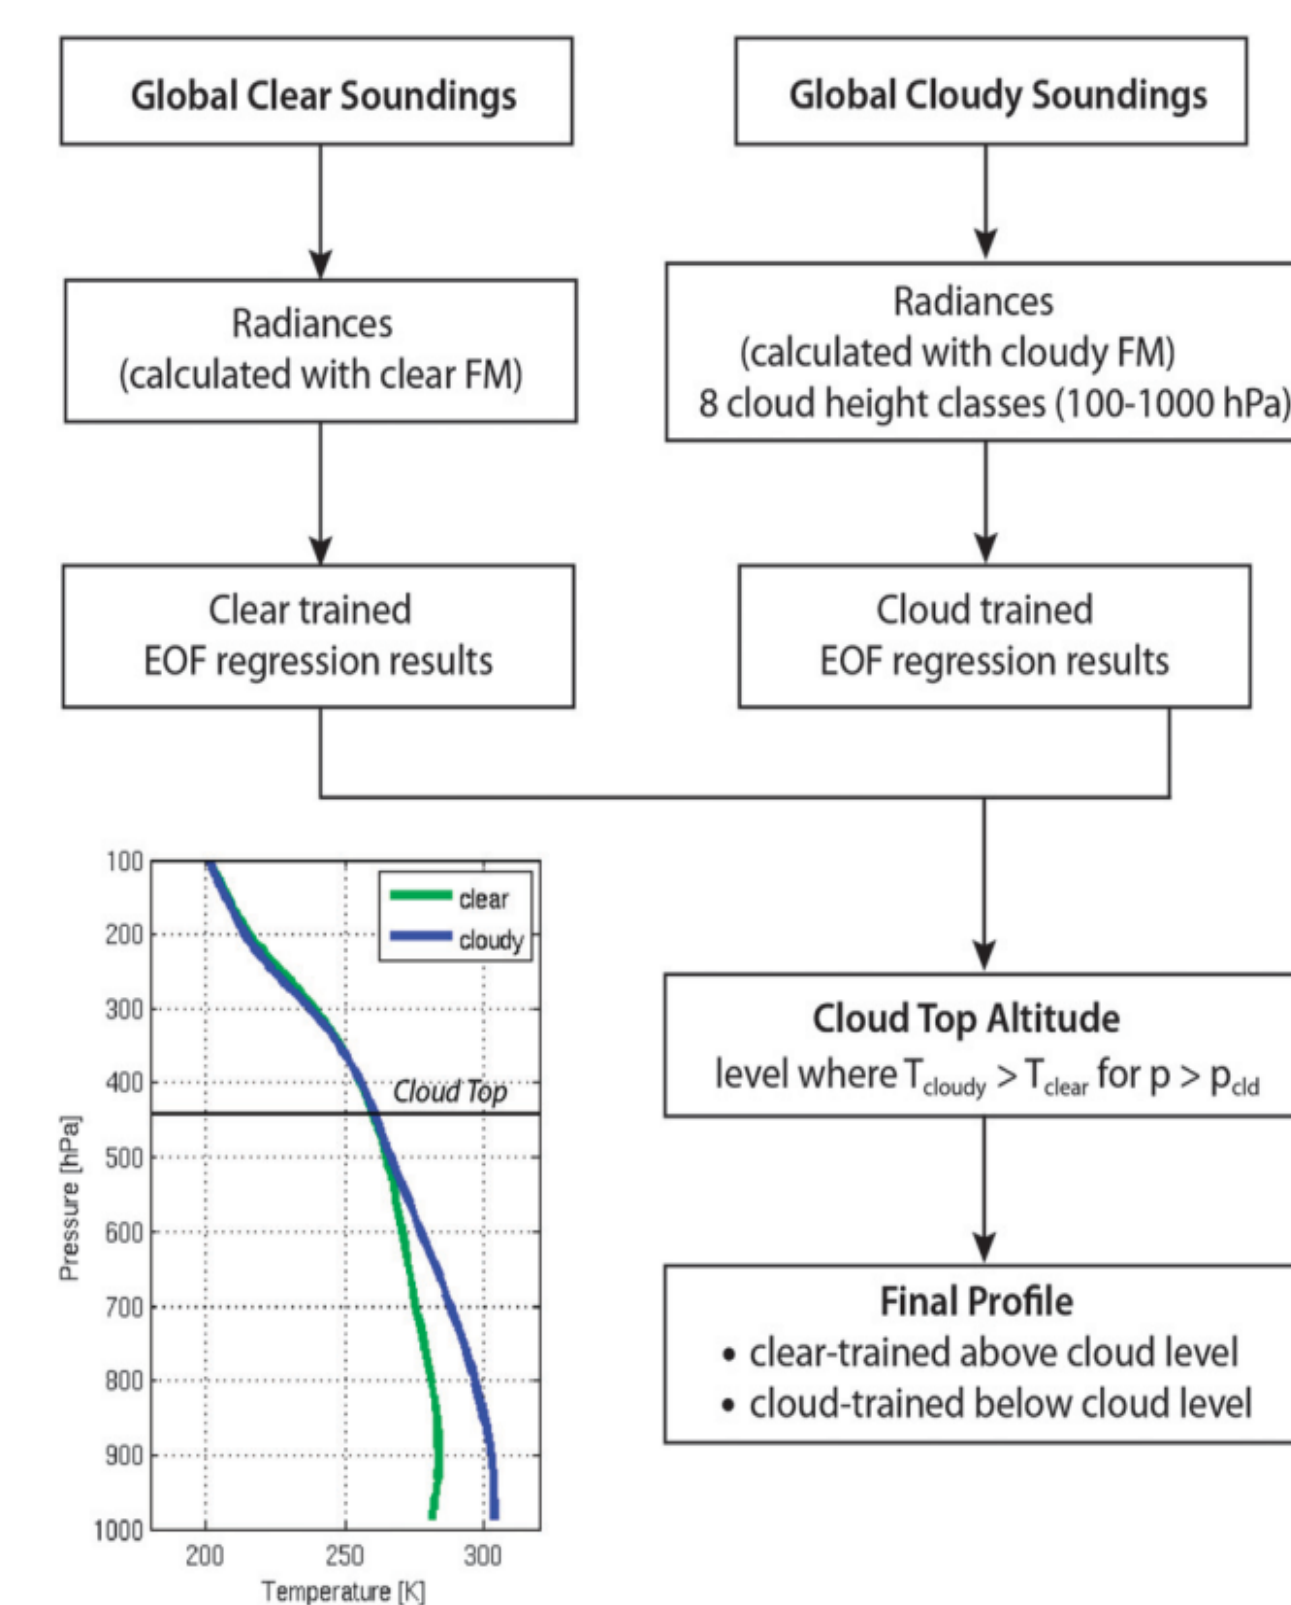 Global Clear Soundings
Global Cloudy Soundings
Radiances
(calculated with clear FM)
Radiances
(calculated with cloudy FM)
8 cloud height classes (100-1000 hPa)
Clear trained
EOF regression results
Cloud trained
EOF regression results
Cloud Top Altitude
level where Tcloudy > Tclear for p > pcld
Final Profile
• clear-trained above cloud level
• cloud-trained below cloud level
clear
cloudy
Cloud Top
Pressure [hPa]
100
200
300
400
500
600
700
800
900
1000
200 250 300
Temperature [K]